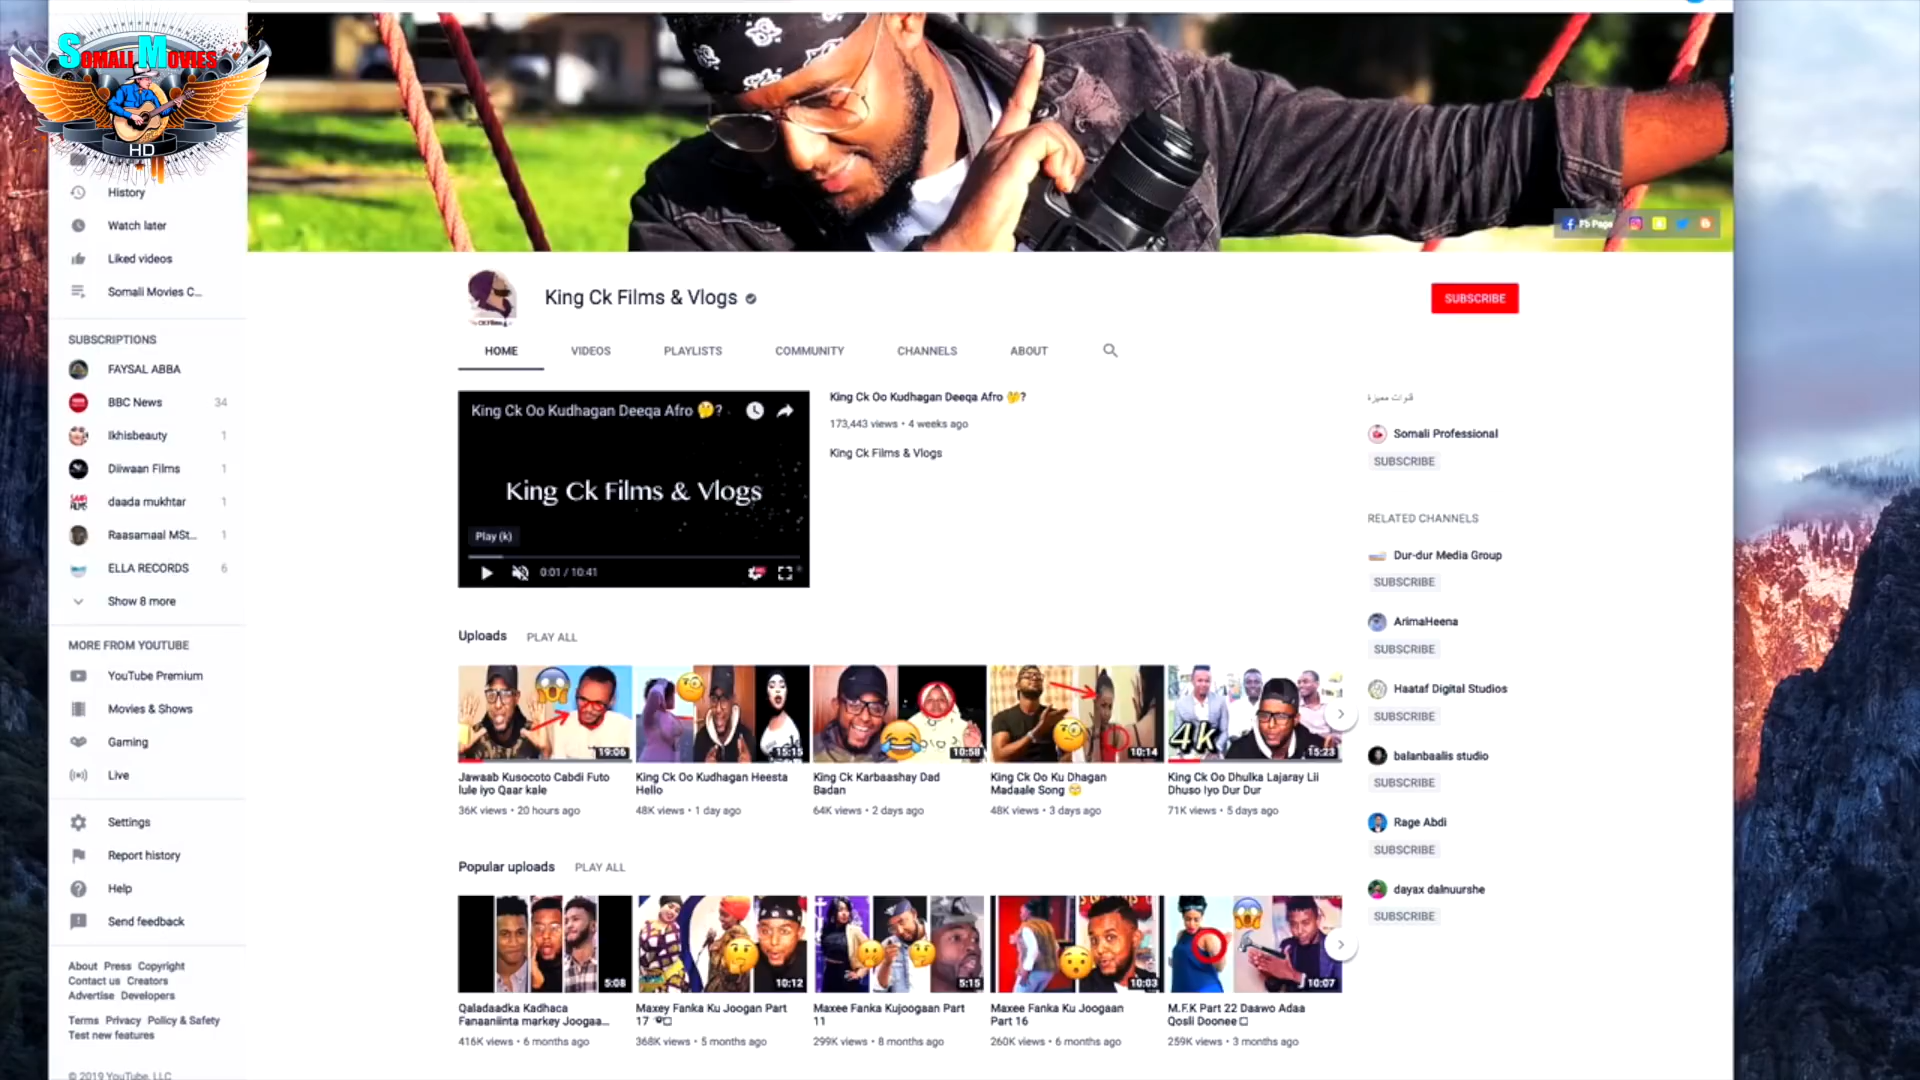 SOMALI MOVIES
HD
History
Watch later
Liked videos
Somali Movies C...
SUBSCRIPTIONS
FAYSAL ABBA
BBC News 34
Ikhisbeauty 1
Diiwaan Films 1
daada mukhtar 1
Raasamaal MSt... 1
ELLA RECORDS 6
Show 8 more
MORE FROM YOUTUBE
YouTube Premium
Movies & Shows
Gaming
Live
Settings
Report history
Help
Send feedback
About Press Copyright
Contact us Creators
Advertise Developers
Terms Privacy Policy & Safety
Test new features
© 2019 YouTube, LLC
Fb Page
King Ck Films & Vlogs
SUBSCRIBE
HOME VIDEOS PLAYLISTS COMMUNITY CHANNELS ABOUT
King Ck Oo Kudhagan Deeqa Afro 🤔?
King Ck Films & Vlogs
Play (k)
0:01 / 10:41
King Ck Oo Kudhagan Deeqa Afro 🤔?
173,443 views • 4 weeks ago
King Ck Films & Vlogs
Uploads PLAY ALL
19:06
Jawaab Kusocoto Cabdi Futo
lule iyo Qaar kale
36K views • 20 hours ago
15:15
King Ck Oo Kudhagan Heesta
Hello
48K views • 1 day ago
10:58
King Ck Karbaashay Dad
Badan
64K views • 2 days ago
10:14
King Ck Oo Ku Dhagan
Madaale Song
48K views • 3 days ago
4k
15:23
King Ck Oo Dhulka Lajaray Lii
Dhuso Iyo Dur Dur
71K views • 5 days ago
Popular uploads PLAY ALL
5:08
Qaladaadka Kadhaca
Fanaaniinta markey Joogaa...
416K views • 6 months ago
10:12
Maxey Fanka Ku Joogan Part
17
368K views • 5 months ago
5:15
Maxee Fanka Kujoogaan Part
11
299K views • 8 months ago
10:03
Maxee Fanka Ku Joogaan
Part 16
260K views • 6 months ago
10:07
M.F.K Part 22 Daawo Adaa
Qosli Doonee
259K views • 3 months ago
قنوات مميزة
Somali Professional
SUBSCRIBE
RELATED CHANNELS
Dur-dur Media Group
SUBSCRIBE
ArimaHeena
SUBSCRIBE
Haataf Digital Studios
SUBSCRIBE
balanbaalis studio
SUBSCRIBE
Rage Abdi
SUBSCRIBE
dayax dalnuurshe
SUBSCRIBE